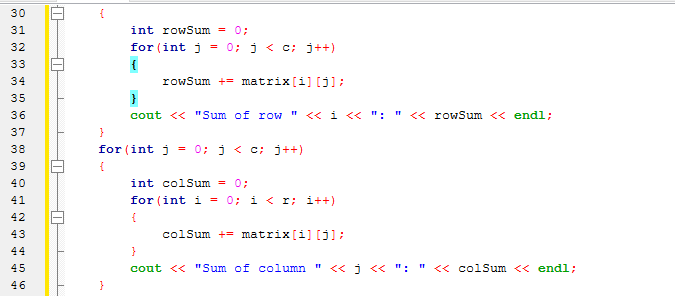 30 {
31 int rowSum = 0;
32 for(int j = 0; j < c; j++)
33 {
34 rowSum += matrix[i][j];
35 }
36 cout << "Sum of row " << i << ": " << rowSum << endl;
37 }
38 for(int j = 0; j < c; j++)
39 {
40 int colSum = 0;
41 for(int i = 0; i < r; i++)
42 {
43 colSum += matrix[i][j];
44 }
45 cout << "Sum of column " << j << ": " << colSum << endl;
46 }